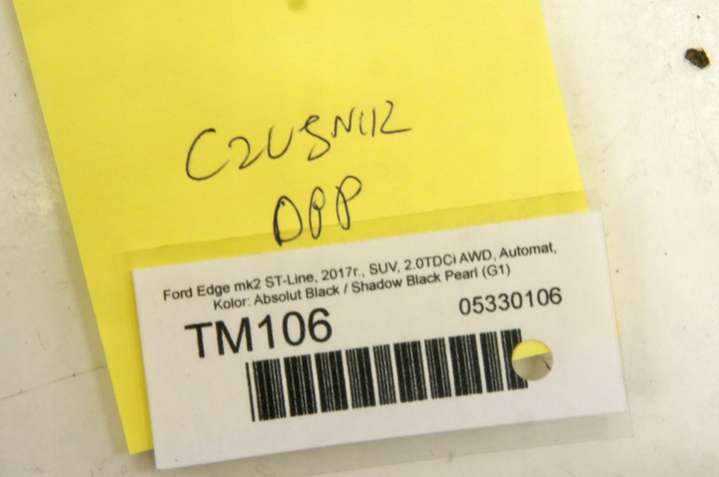 CZUJNIK
DPP
Ford Edge mk2 ST-Line, 2017r., SUV, 2.0TDCi AWD, Automat,
Kolor: Absolut Black / Shadow Black Pearl (G1)
TM106
05330106